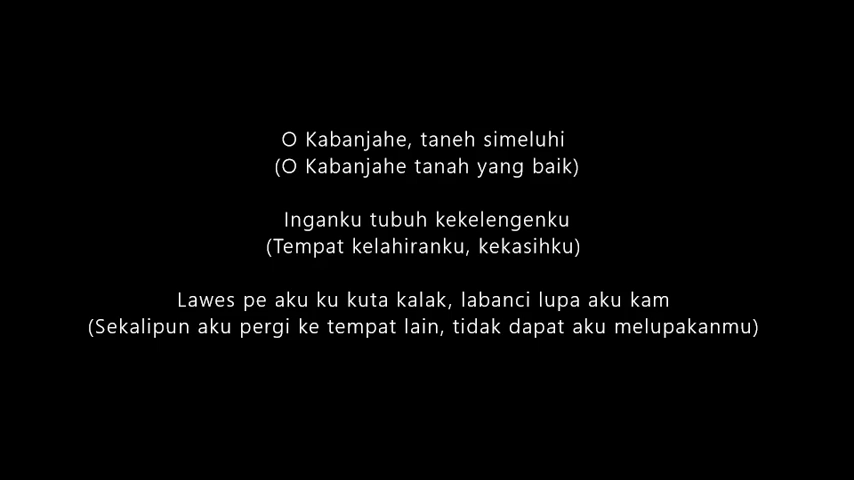 O Kabanjahe, taneh simeluhi
(O Kabanjahe tanah yang baik)
Inganku tubuh kekelengenku
(Tempat kelahiranku, kekasihku)
Lawes pe aku ku kuta kalak, labanci lupa aku kam
(Sekalipun aku pergi ke tempat lain, tidak dapat aku melupakanmu)